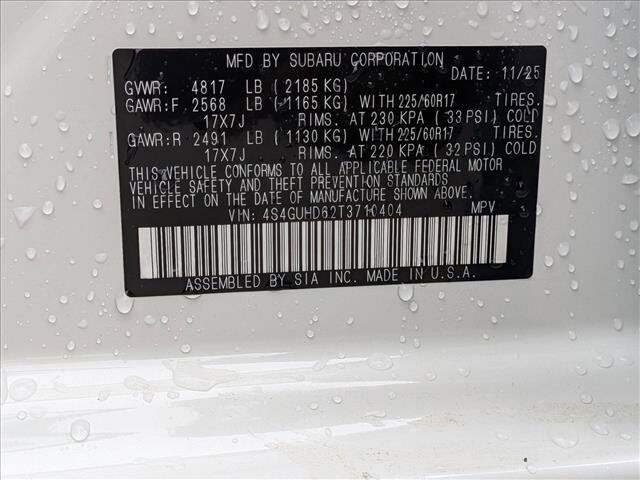 MFD BY SUBARU CORPORATION
DATE: 11/25
GVWR: 4817 LB ( 2185 KG)
GAWR:F. 2568 LB ( 1165 KG) WITH 225/60R17 TIRES.
17X7J RIMS. AT 230 KPA ( 33 PSI) COLD
GAWR:R 2491 LB ( 1130 KG) WITH 225/60R17 TIRES.
17X7J RIMS. AT 220 KPA ( 32 PSI) COLD
THIS VEHICLE CONFORMS TO ALL APPLICABLE FEDERAL MOTOR
VEHICLE SAFETY AND THEFT PREVENTION STANDARDS
IN EFFECT ON THE DATE OF MANUFACTURE SHOWN ABOVE.
VIN: 4S4GUHD62T3710404 MPV
ASSEMBLED BY SIA INC. MADE IN U.S.A.